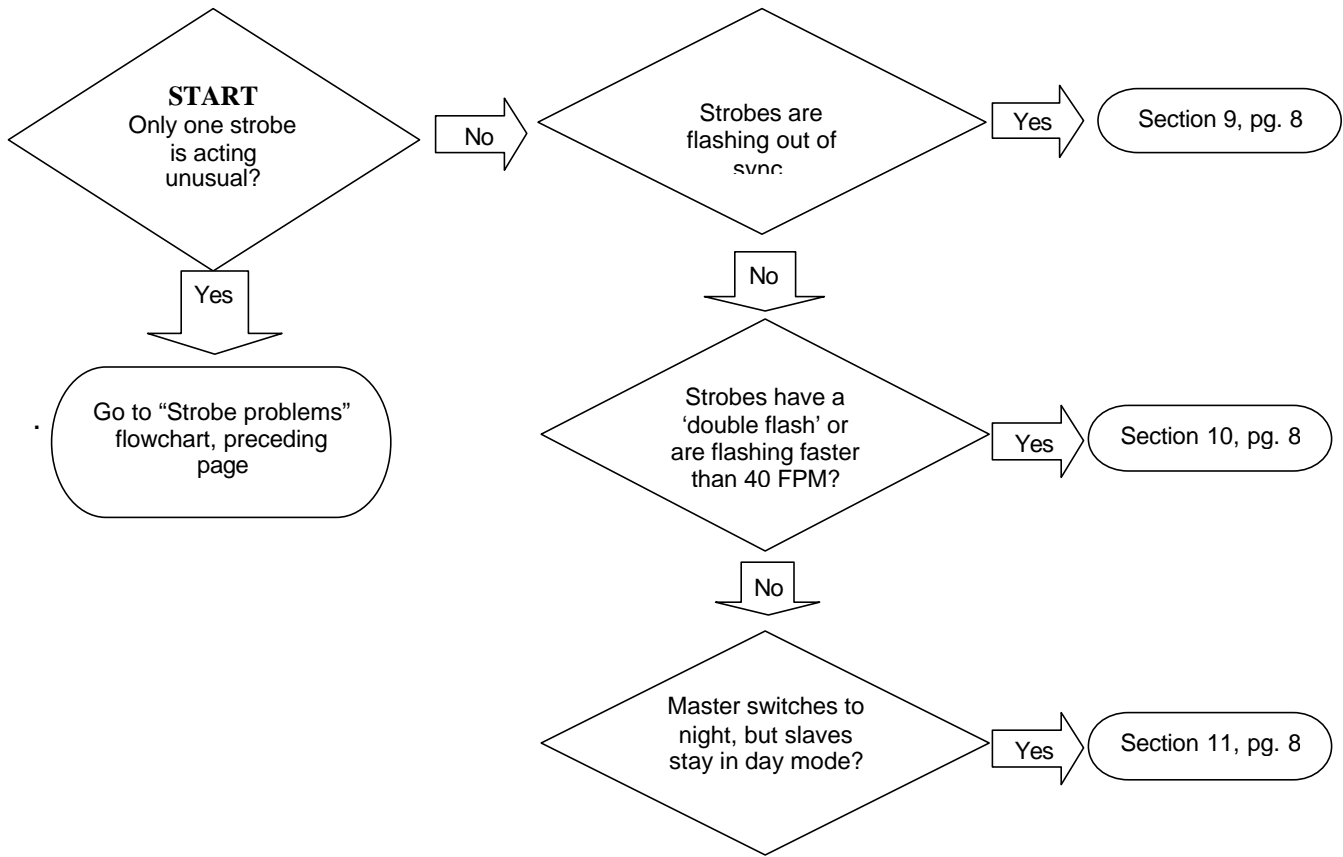 START
Only one strobe
is acting
unusual?
No
Strobes are
flashing out of
sync
Yes
Section 9, pg. 8
Yes
No
Go to “Strobe problems”
flowchart, preceding
page
.
Strobes have a
‘double flash’ or
are flashing faster
than 40 FPM?
Yes
Section 10, pg. 8
No
Master switches to
night, but slaves
stay in day mode?
Yes
Section 11, pg. 8